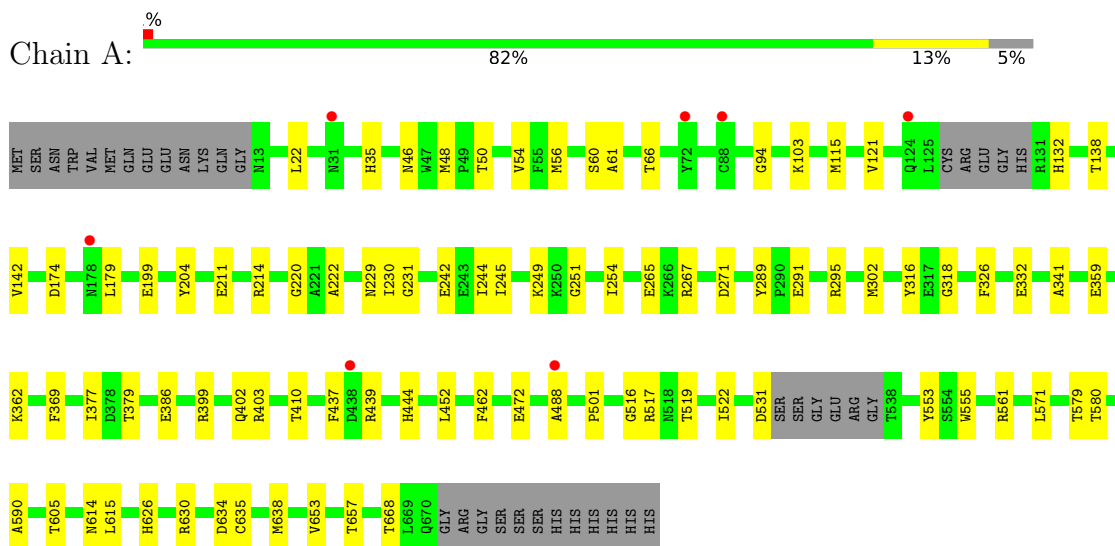 %
Chain A:
82% 13% 5%
MET SER ASN TRP VAL MET GLN GLU GLU ASN LYS GLN GLY N13 L22 N31 H35 N46 W47 M48 P49 T50 V54 F55 M56 S60 A61 T66 Y72 C88 G94 K103 M115 V121 Q124 L125 CYS ARG GLU GLY HIS R131 H132 T138
V142 D174 N178 L179 E199 Y204 E211 R214 G220 A221 A222 N229 I230 G231 E242 E243 I244 I245 K249 K250 G251 I254 E265 K266 R267 D271 Y289 P290 E291 R295 M302 Y316 E317 G318 F326 E332 A341 E359
K362 F369 I377 D378 T379 E386 R399 Q402 R403 T410 F437 D438 R439 H444 L452 F462 E472 A488 P501 G516 R517 N518 T519 I522 D531 SER SER GLY GLU ARG GLY T538 Y553 S554 W555 R561 L571 T579 T580
A590 T605 N614 L615 H626 R630 D634 C635 M638 V653 T657 T668 L669 Q670 GLY ARG GLY SER SER SER HIS HIS HIS HIS HIS HIS